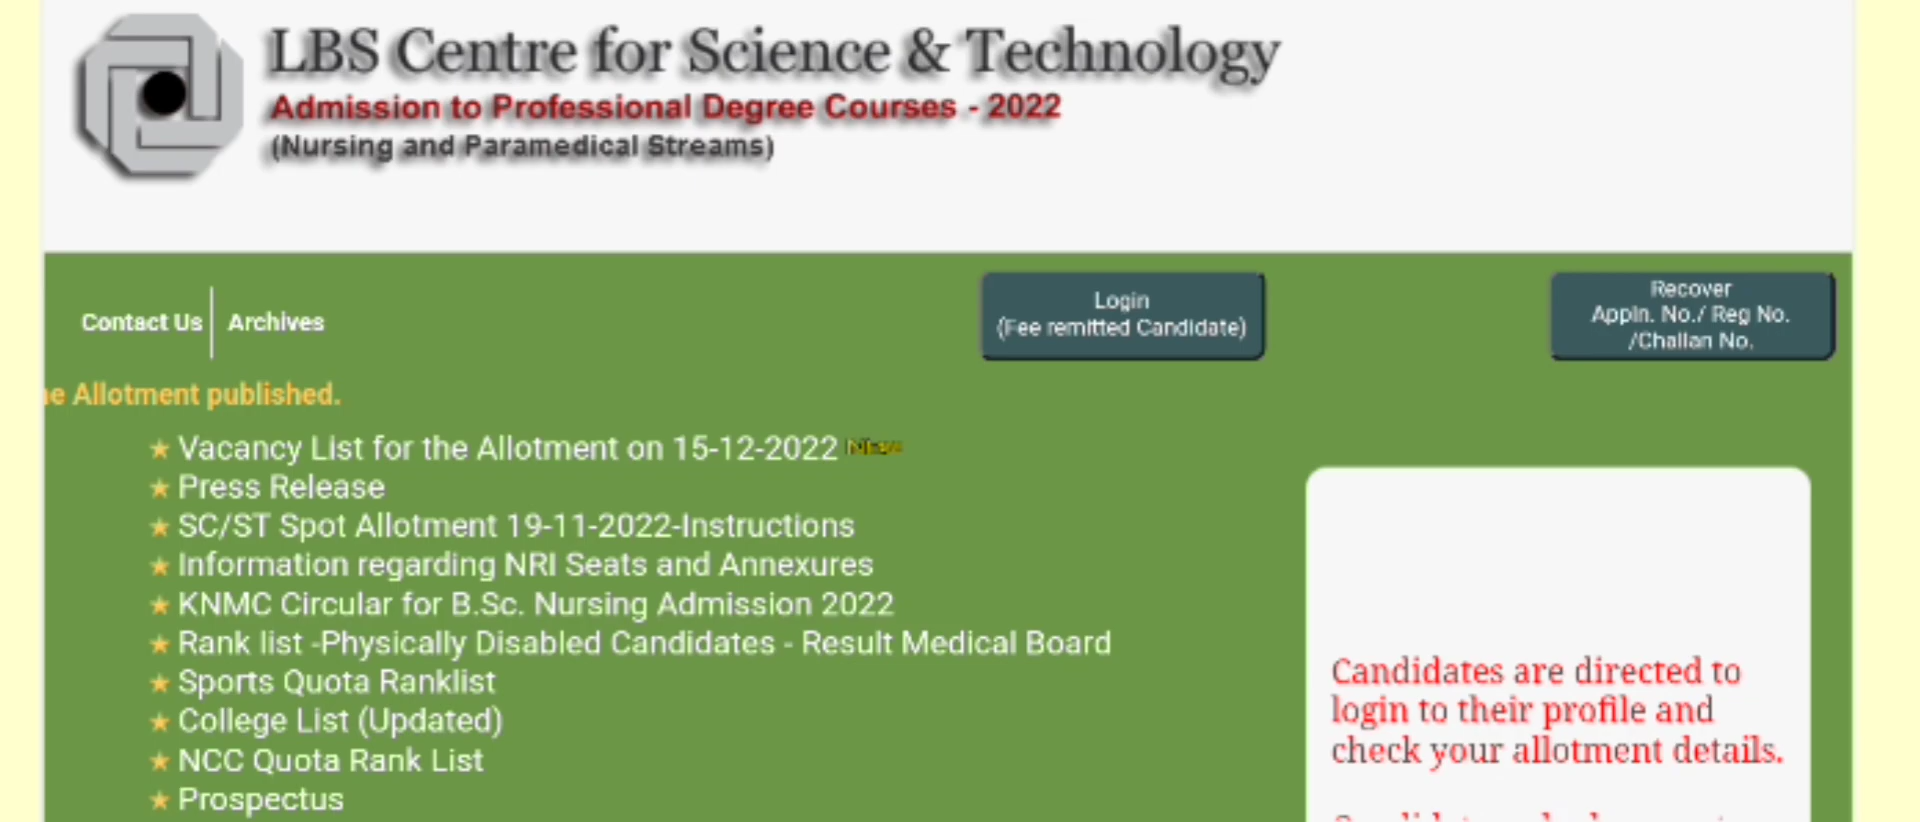 LBS Centre for Science & Technology
Admission to Professional Degree Courses - 2022
(Nursing and Paramedical Streams)
Contact Us
Archives
Login
(Fee remitted Candidate)
Recover
Appln. No./ Reg No.
/Challan No.
Allotment published.
Vacancy List for the Allotment on 15-12-2022 New
Press Release
SC/ST Spot Allotment 19-11-2022-Instructions
Information regarding NRI Seats and Annexures
KNMC Circular for B.Sc. Nursing Admission 2022
Rank list -Physically Disabled Candidates - Result Medical Board
Sports Quota Ranklist
College List (Updated)
NCC Quota Rank List
Prospectus
Candidates are directed to
login to their profile and
check your allotment details.